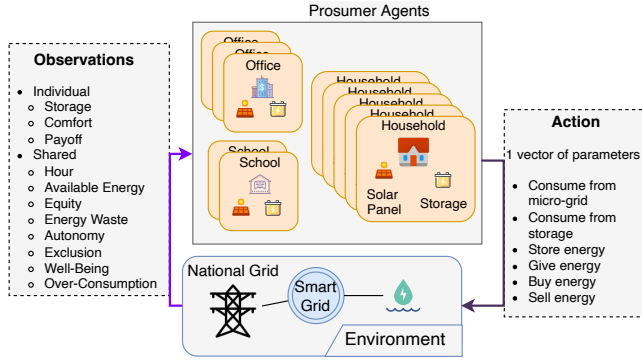 Prosumer Agents
Observations
• Individual
o Storage
o Comfort
o Payoff
• Shared
o Hour
o Available Energy
o Equity
o Energy Waste
o Autonomy
o Exclusion
o Well-Being
o Over-Consumption
Office
Office
Office
School
School
Household
Household
Household
Household
Household
Solar
Panel
Storage
Action
1 vector of parameters
• Consume from
micro-grid
• Consume from
storage
• Store energy
• Give energy
• Buy energy
• Sell energy
National Grid
Smart
Grid
Environment